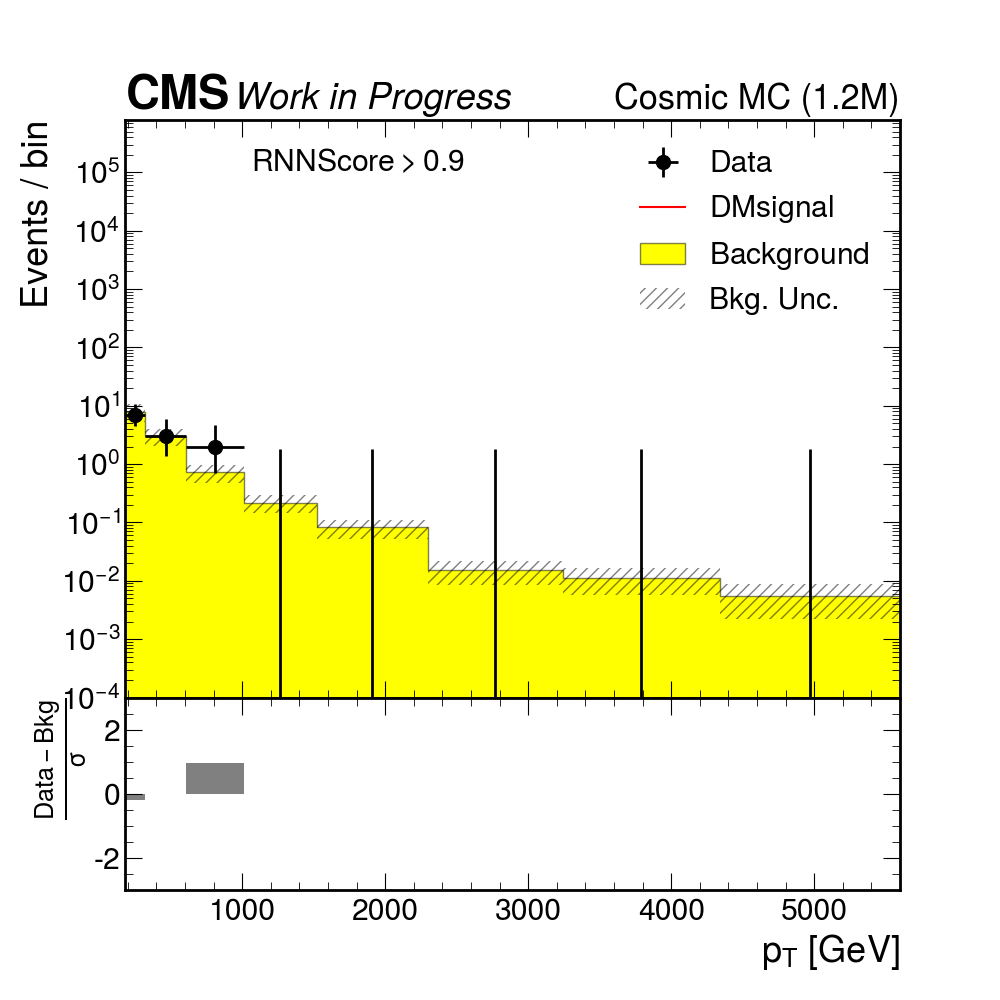 CMS Work in Progress Cosmic MC (1.2M)
Events / bin
RNNScore > 0.9
Data
DMsignal
Background
Bkg. Unc.
10⁵
10⁴
10³
10²
10¹
10⁰
10⁻¹
10⁻²
10⁻³
10⁻⁴
Data – Bkg
σ
2
0
-2
1000 2000 3000 4000 5000
p_T [GeV]